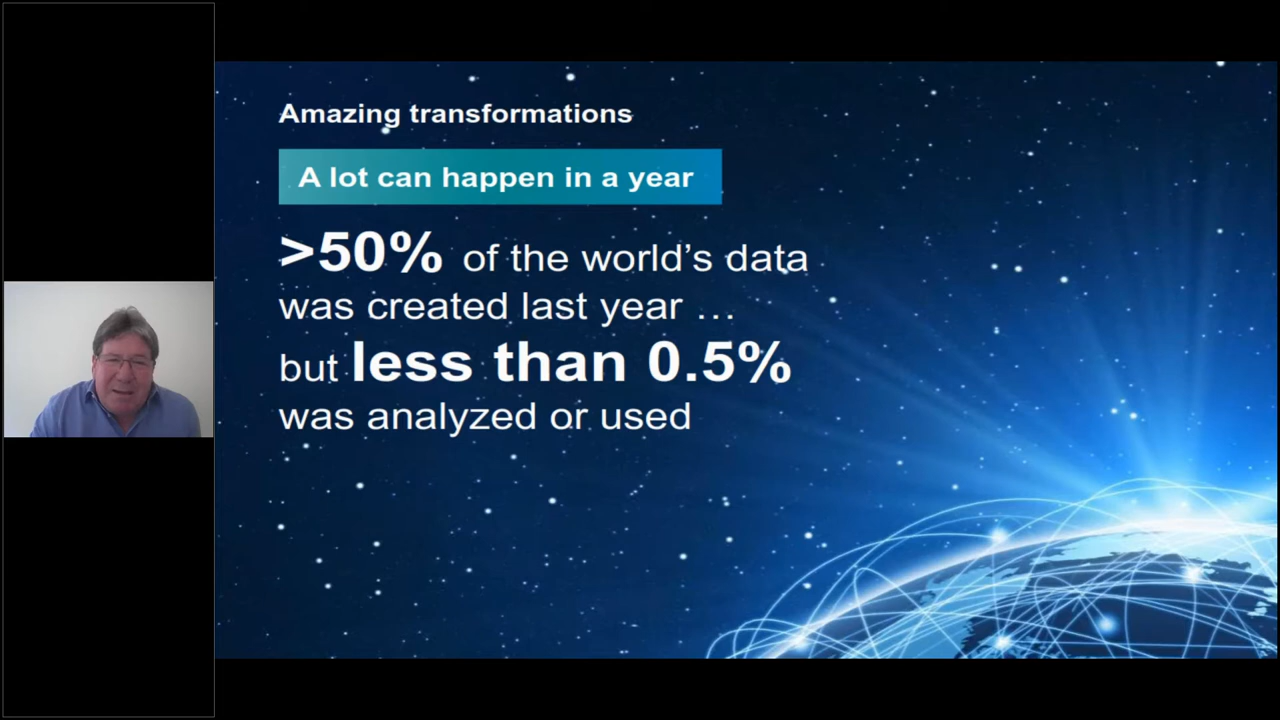 Amazing transformations
A lot can happen in a year
>50% of the world’s data
was created last year …
but less than 0.5%
was analyzed or used